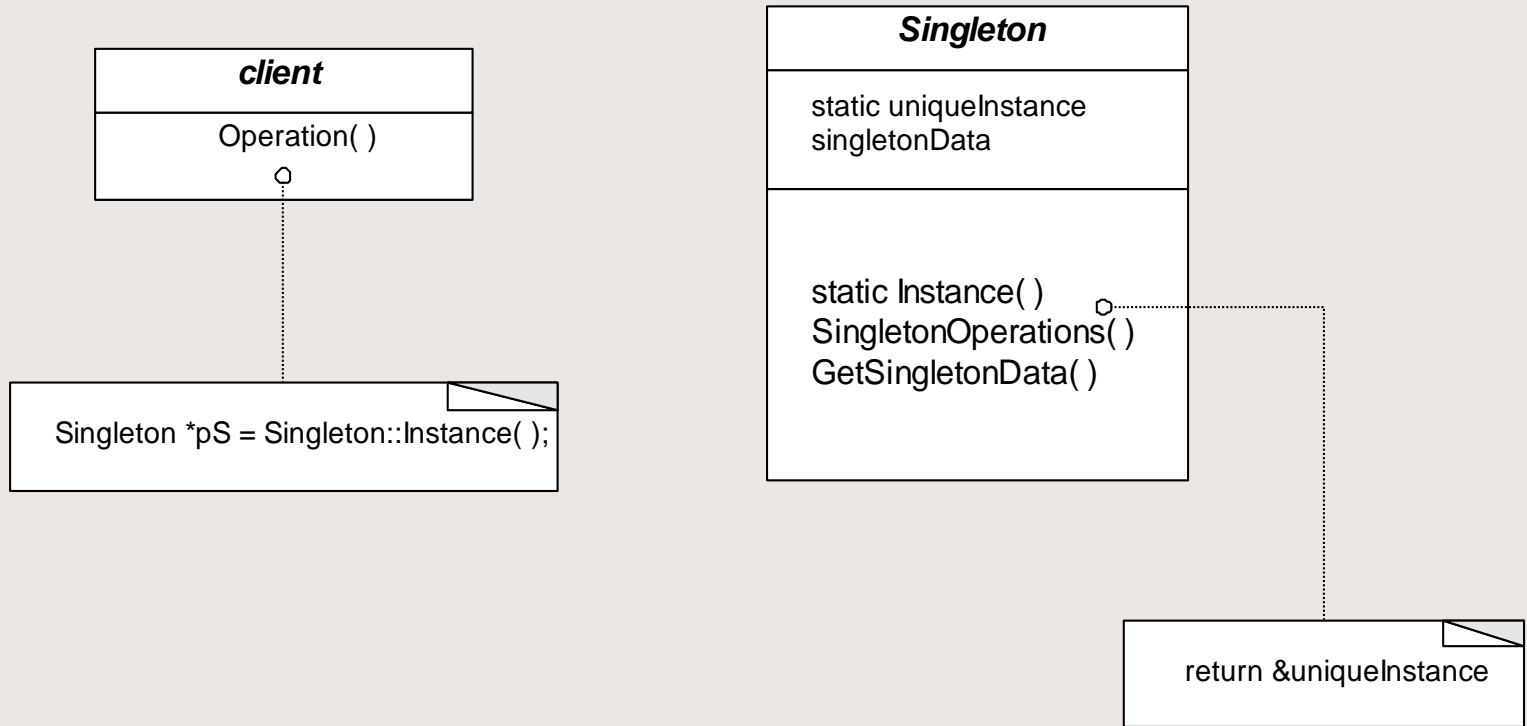 client
Operation( )
Singleton *pS = Singleton::Instance( );
Singleton
static uniqueInstance
singletonData
static Instance( )
SingletonOperations( )
GetSingletonData( )
return &uniqueInstance